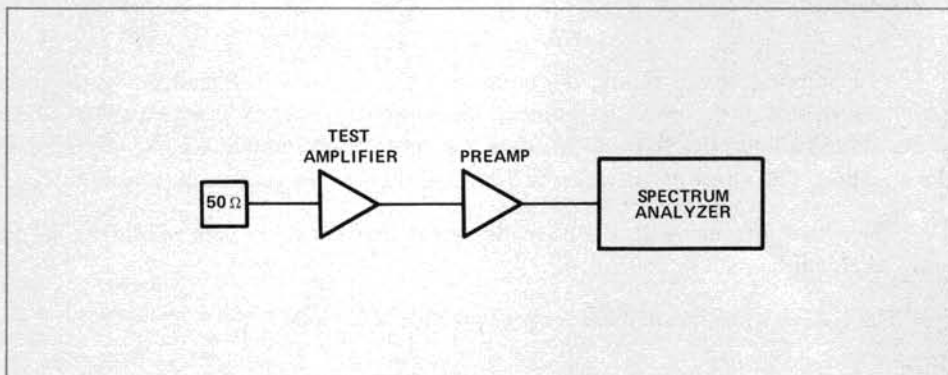 TEST
AMPLIFIER
PREAMP
50 Ω
SPECTRUM
ANALYZER